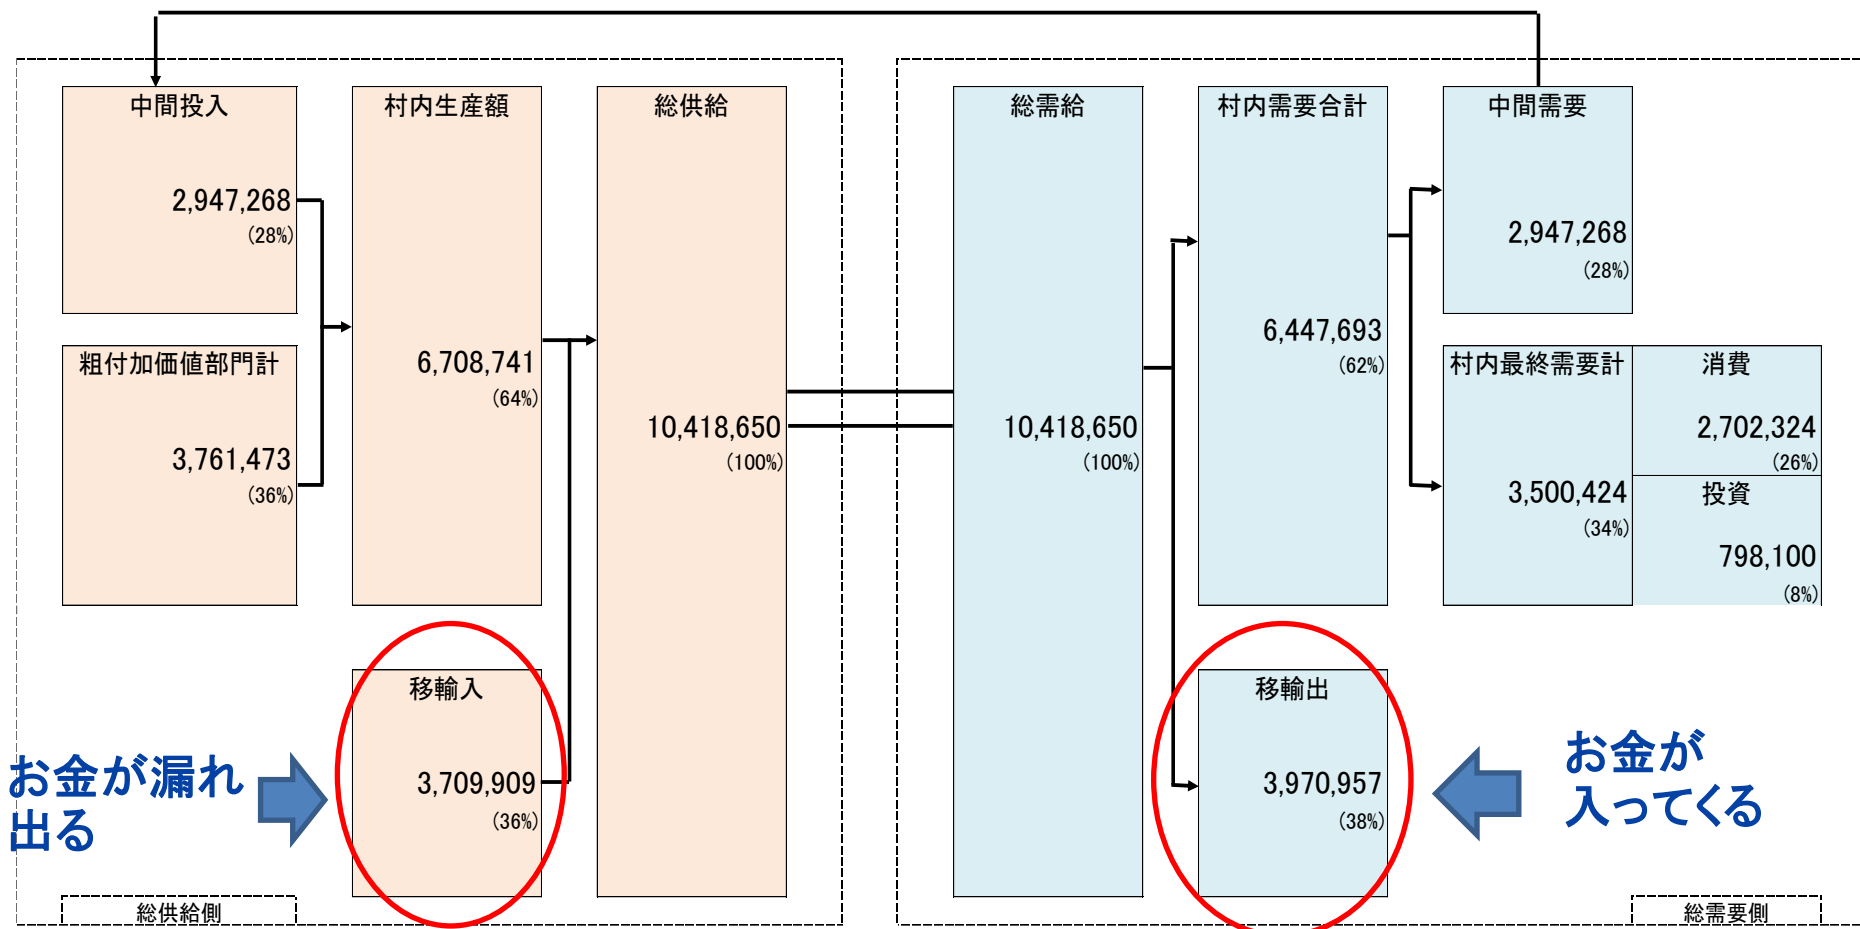 中間投入
2,947,268
(28%)
粗付加価値部門計
3,761,473
(36%)
村内生産額
6,708,741
(64%)
移輸入
3,709,909
(36%)
総供給
10,418,650
(100%)
お金が漏れ
出る
総供給側
総需給
10,418,650
(100%)
村内需要合計
6,447,693
(62%)
移輸出
3,970,957
(38%)
中間需要
2,947,268
(28%)
村内最終需要計
3,500,424
(34%)
消費
2,702,324
(26%)
投資
798,100
(8%)
お金が
入ってくる
総需要側